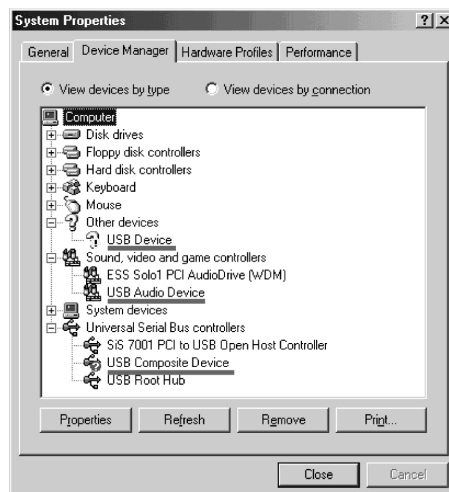 System Properties
General Device Manager Hardware Profiles Performance
View devices by type View devices by connection
Computer
Disk drives
Floppy disk controllers
Hard disk controllers
Keyboard
Mouse
Other devices
USB Device
Sound, video and game controllers
ESS Solo1 PCI AudioDrive (WDM)
USB Audio Device
System devices
Universal Serial Bus controllers
SiS 7001 PCI to USB Open Host Controller
USB Composite Device
USB Root Hub
Properties Refresh Remove Print...
Close Cancel